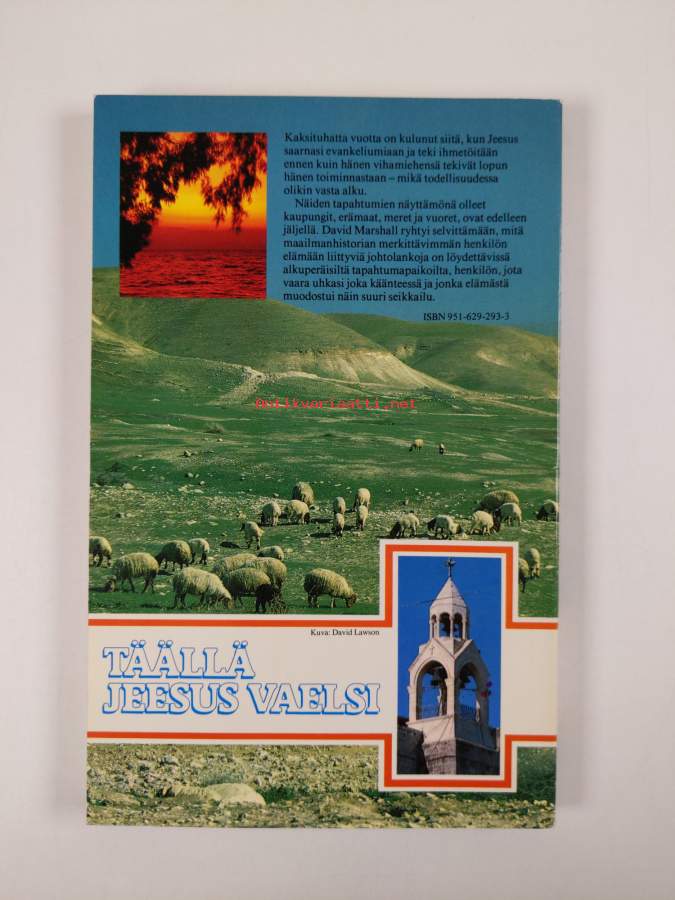 Kaksituhatta vuotta on kulunut siitä, kun Jeesus
saarnasi evankeliumiaan ja teki ihmetöitään
ennen kuin hänen vihamiehensä tekivät lopun
hänen toiminnastaan – mikä todellisuudessa
olikin vasta alku.
Näiden tapahtumien näyttämönä olleet
kaupungit, erämaat, meret ja vuoret, ovat edelleen
jäljellä. David Marshall ryhtyi selvittämään, mitä
maailmanhistorian merkittävimmän henkilön
elämään liittyviä johtolankoja on löydettävissä
alkuperäisiltä tapahtumapaikoilta, henkilön, jota
vaara uhkasi joka käänteessä ja jonka elämästä
muodostui näin suuri seikkailu.
ISBN 951-629-293-3
Antikvariaatti.net
Kuva: David Lawson
TÄÄLLÄ
JEESUS VAELSI